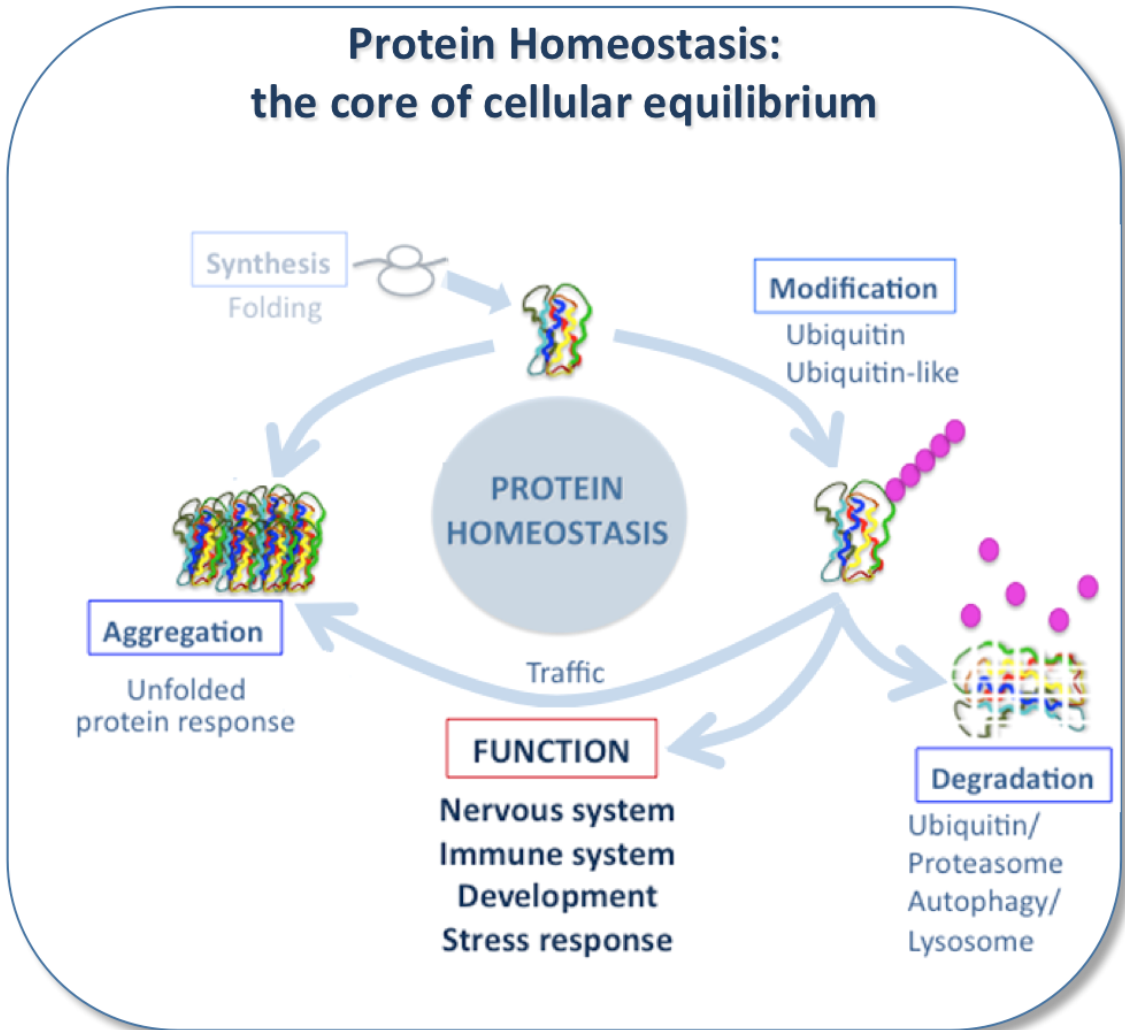 Protein Homeostasis:
the core of cellular equilibrium
Synthesis
Folding
Modification
Ubiquitin
Ubiquitin-like
PROTEIN
HOMEOSTASIS
Aggregation
Unfolded
protein response
Traffic
FUNCTION
Nervous system
Immune system
Development
Stress response
Degradation
Ubiquitin/
Proteasome
Autophagy/
Lysosome